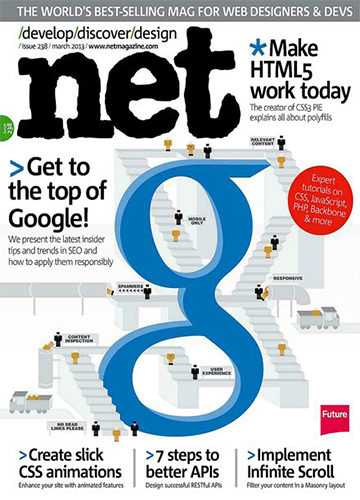 THE WORLD'S BEST-SELLING MAG FOR WEB DESIGNERS & DEVS
/develop/discover/design
/ issue 238 / march 2013 / www.netmagazine.com
net
*Make
HTML5
work today
The creator of CSS3 PIE
explains all about polyfills
issue
238
RELEVANT
CONTENT
>Get to
the top of
Google!
We present the latest insider
tips and trends in SEO and
how to apply them responsibly
g
Expert
tutorials on
CSS, JavaScript,
PHP, Backbone
& more
MOBILE
ONLY
SPAMMERS
<<<<<<<
RESPONSIVE
CONTENT
INSPECTION
USER
EXPERIENCE
NO DEAD
LINKS PLEASE
Future
>Create slick
CSS animations
Enhance your site with animated features
>7 steps to
better APIs
Design successful RESTful APIs
>Implement
Infinite Scroll
Filter your content in a Masonry layout